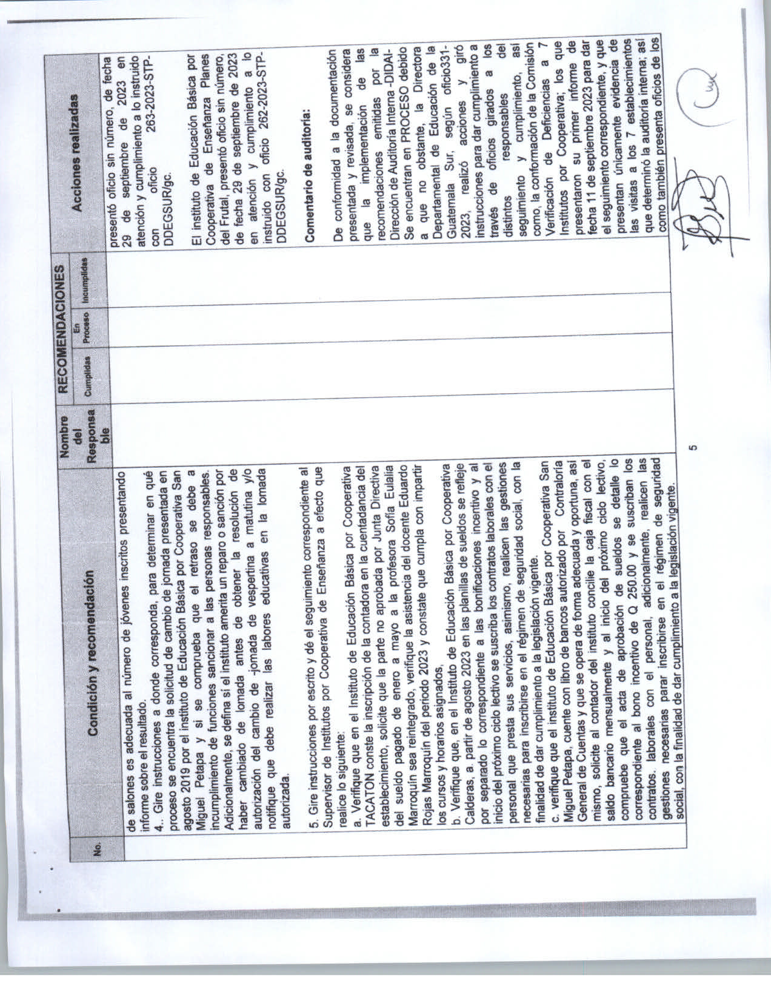 No.
Condición y recomendación
Nombre
del
Responsa
ble
RECOMENDACIONES
Cumplidas
En
Proceso
Incumplidas
Acciones realizadas
de salones es adecuada al número de jóvenes inscritos presentando
informe sobre el resultado.
4.. Gire instrucciones a donde corresponda, para determinar en qué
proceso se encuentra la solicitud de cambio de jornada presentada en
agosto 2019 por el instituto de Educación Básica por Cooperativa San
Miguel Petapa y si se comprueba que el retraso se debe a
incumplimiento de funciones sancionar a las personas responsables.
Adicionalmente, se defina si el instituto amerita un reparo o sanción por
haber cambiado de lomada antes de obtener la resolución de
autorización del cambio de -jornada de vespertina a matutina y/o
notifique que debe realizar las labores educativas en la lomada
autorizada.
5. Gire instrucciones por escrito y dé el seguimiento correspondiente al
Supervisor de Institutos por Cooperativa de Enseñanza a efecto que
realice lo siguiente:
a. Verifique que en el Instituto de Educación Básica por Cooperativa
TACATON conste la inscripción de la contadora en la cuentadancia del
establecimiento, solicite que la parte no aprobada por Junta Directiva
del sueldo pagado de enero a mayo a la profesora Sofía Eulalia
Marroquín sea reintegrado, verifique la asistencia del docente Eduardo
Rojas Marroquín del periodo 2023 y constate que cumpla con impartir
los cursos y horarios asignados,
b. Verifique que, en el Instituto de Educación Básica por Cooperativa
Calderas, a. partir de agosto 2023 en las planillas de sueldos se refleje
por separado lo correspondiente a las bonificaciones incentivo y al
inicio del próximo ciclo lectivo se suscriba los contratos laborales con el
personal que presta sus servicios, asimismo, realicen las gestiones
necesarias para inscribirse en el régimen de seguridad social, con la
finalidad de dar cumplimiento a la legislación vigente.
c. verifique que el instituto de Educación Básica por Cooperativa San
Miguel Petapa, cuente con libro de bancos autorizado por Contraloría
General de Cuentas y que se opera de forma adecuada y oportuna, así
mismo, solicite al contador del instituto concilie la caja fiscal con el
saldo bancario mensualmente y al inicio del próximo ciclo lectivo,
compruebe que el acta de aprobación de sueldos se detalle lo
correspondiente al bono incentivo de Q 250.00 y se suscriban los
contratos.. laborales con el personal, adicionalmente, realicen las
gestiones necesarias parar inscribirse en el régimen de seguridad
social, con la finalidad de dar cumplimiento a la legislación vigente.
presentó oficio sin número, de fecha
29 de septiembre de 2023 en
atención y cumplimiento a lo instruido
con oficio 263-2023-STP-
DDEGSUR/gc.
El instituto de Educación Básica por
Cooperativa de Enseñanza Planes
del Frutal, presentó oficio sin número,
de fecha 29 de septiembre de 2023
en atención y cumplimiento a lo
instruido con oficio 262-2023-STP-
DDEGSUR/gc.
Comentario de auditoría:
De conformidad a la documentación
presentada y revisada, se considera
que la implementación de las
recomendaciones emitidas por la
Dirección de Auditoría Interna -DIDAI-
Se encuentran en PROCESO debido
a que no obstante, la Directora
Departamental de Educación de la
Guatemala Sur, según oficio331-
2023, realizó acciones y giró
instrucciones para dar cumplimiento a
través de oficios girados a los
distintos responsables del
seguimiento y cumplimiento, así
como, la conformación de la Comisión
Verificación de Deficiencias a 7
Institutos por Cooperativa; los que
presentaron su primer informe de
fecha 11 de septiembre 2023 para dar
el seguimiento correspondiente, y que
presentan únicamente evidencia de
las visitas a los 7 establecimientos
que determinó la auditoría interna; así
como también presenta oficios de los
5